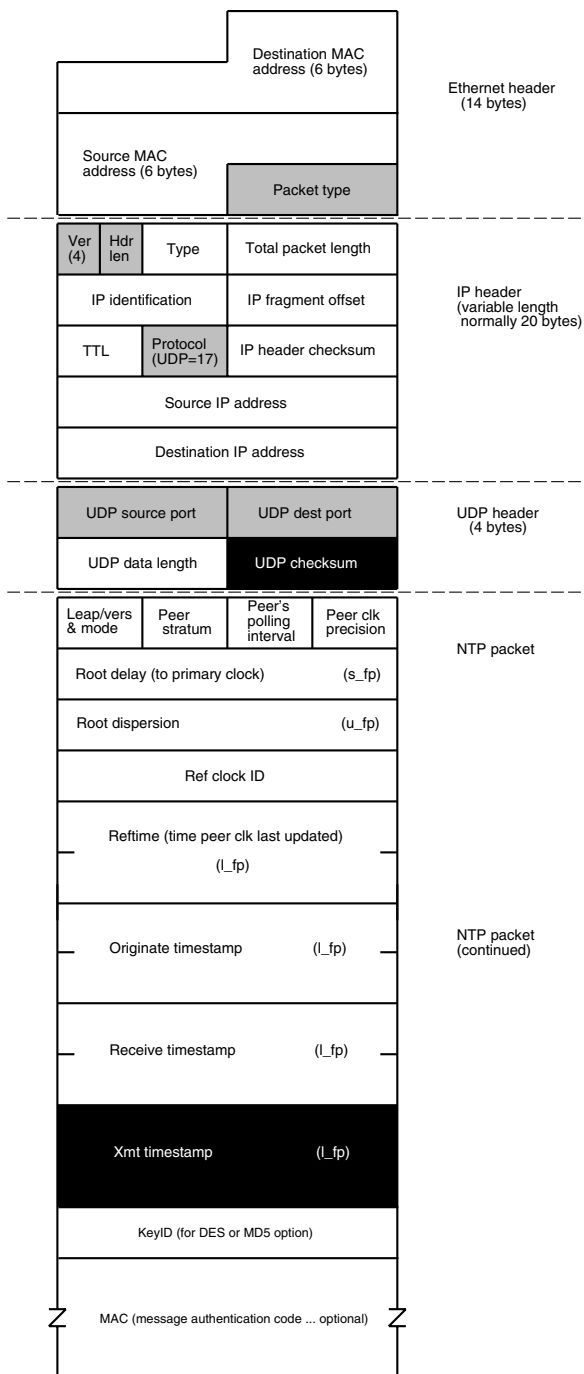 Destination MAC
address (6 bytes)
Ethernet header
(14 bytes)
Source MAC
address (6 bytes)
Packet type
Ver
(4)
Hdr
len
Type
Total packet length
IP identification
IP fragment offset
IP header
(variable length
normally 20 bytes)
TTL
Protocol
(UDP=17)
IP header checksum
Source IP address
Destination IP address
UDP source port
UDP dest port
UDP header
(4 bytes)
UDP data length
UDP checksum
Leap/vers
& mode
Peer
stratum
Peer's
polling
interval
Peer clk
precision
NTP packet
Root delay (to primary clock) (s_fp)
Root dispersion (u_fp)
Ref clock ID
Reftime (time peer clk last updated)
(l_fp)
Originate timestamp (l_fp)
NTP packet
(continued)
Receive timestamp (l_fp)
Xmt timestamp (l_fp)
KeyID (for DES or MD5 option)
MAC (message authentication code ... optional)